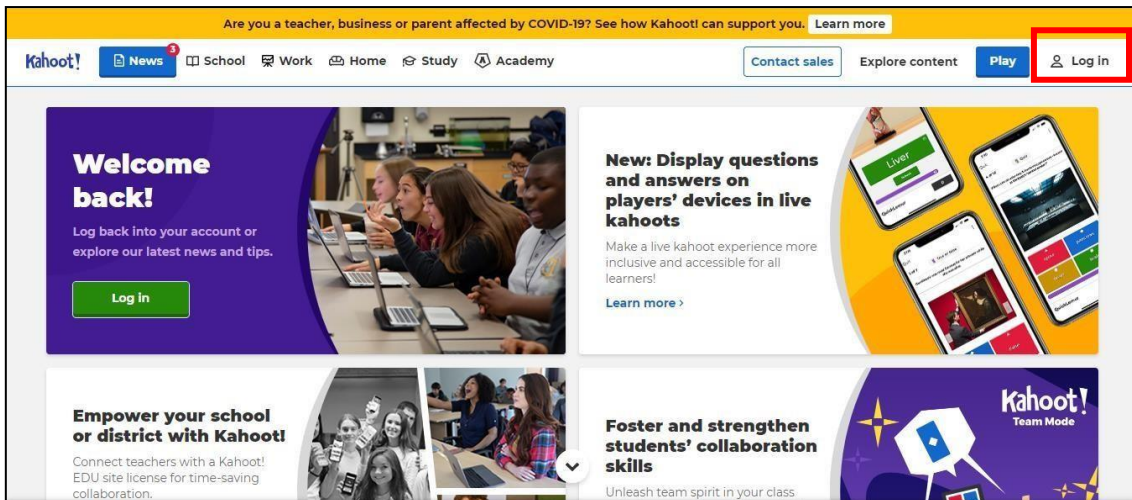 Are you a teacher, business or parent affected by COVID-19? See how Kahoot! can support you. Learn more
Kahoot! News 3 School Work Home Study Academy Contact sales Explore content Play Log in
Welcome
back!
Log back into your account or
explore our latest news and tips.
Log in
New: Display questions
and answers on
players' devices in live
kahoots
Make a live kahoot experience more
inclusive and accessible for all
learners!
Learn more >
Liver
Empower your school
or district with Kahoot!
Connect teachers with a Kahoot!
EDU site license for time-saving
collaboration.
Foster and strengthen
students' collaboration
skills
Unleash team spirit in your class
Kahoot!
Team Mode